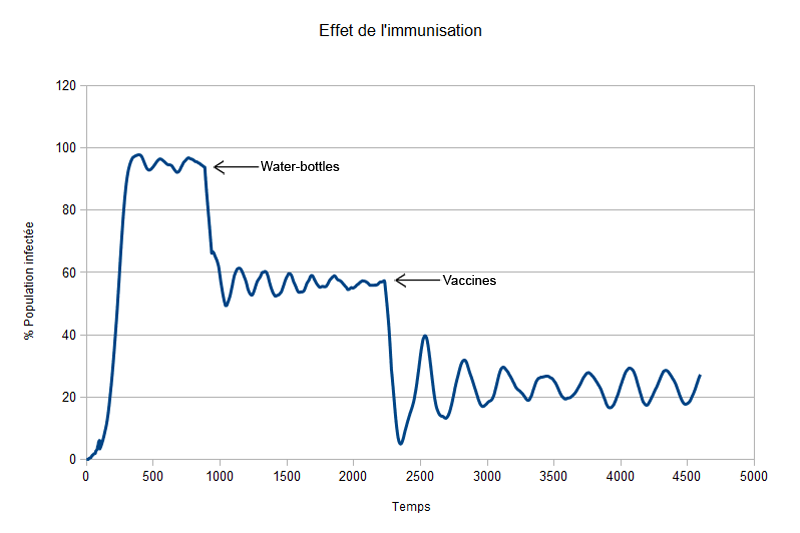 Effet de l'immunisation
120
100
Water-bottles
80
% Population infectée
60
Vaccines
40
20
0
0 500 1000 1500 2000 2500 3000 3500 4000 4500 5000
Temps